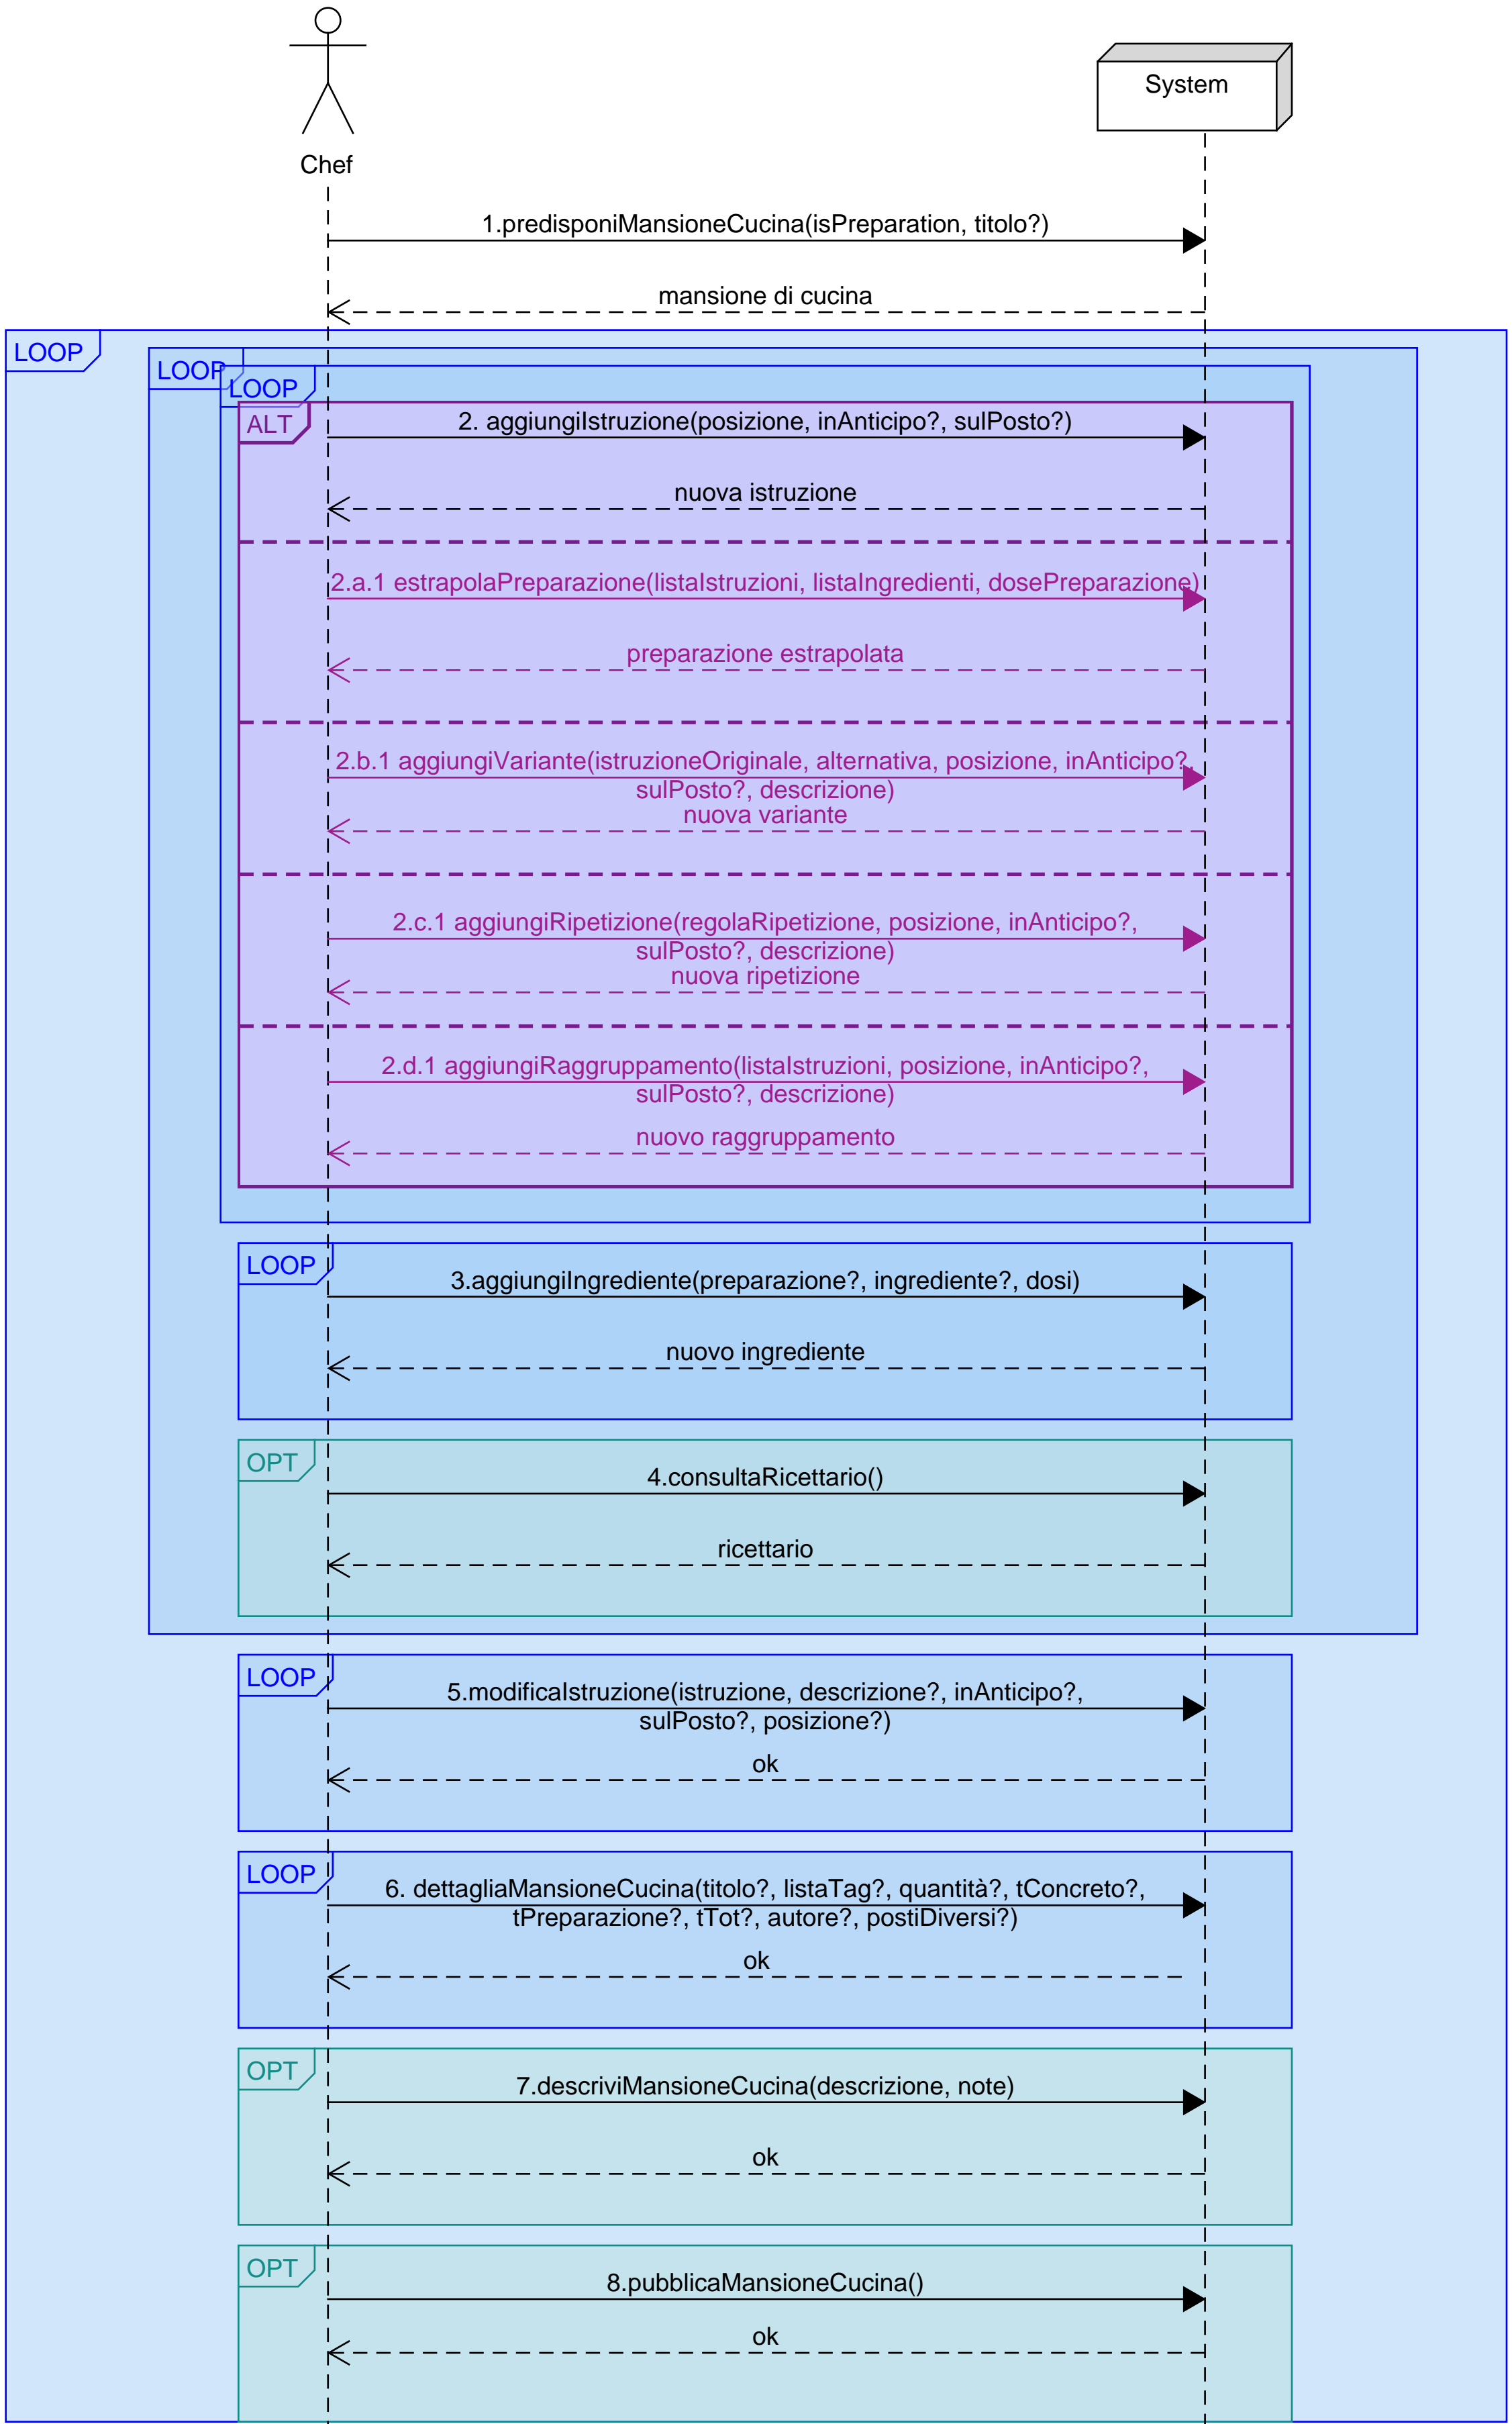 System
Chef
1.predisponiMansioneCucina(isPreparation, titolo?)
mansione di cucina
LOOP
LOOP
LOOP
ALT
2. aggiungiIstruzione(posizione, inAnticipo?, sulPosto?)
nuova istruzione
2.a.1 estrapolaPreparazione(listaIstruzioni, listaIngredienti, dosePreparazione)
preparazione estrapolata
2.b.1 aggiungiVariante(istruzioneOriginale, alternativa, posizione, inAnticipo?,
sulPosto?, descrizione)
nuova variante
2.c.1 aggiungiRipetizione(regolaRipetizione, posizione, inAnticipo?,
sulPosto?, descrizione)
nuova ripetizione
2.d.1 aggiungiRaggruppamento(listaIstruzioni, posizione, inAnticipo?,
sulPosto?, descrizione)
nuovo raggruppamento
LOOP
3.aggiungiIngrediente(preparazione?, ingrediente?, dosi)
nuovo ingrediente
OPT
4.consultaRicettario()
ricettario
LOOP
5.modificaIstruzione(istruzione, descrizione?, inAnticipo?,
sulPosto?, posizione?)
ok
LOOP
6. dettagliaMansioneCucina(titolo?, listaTag?, quantità?, tConcreto?,
tPreparazione?, tTot?, autore?, postiDiversi?)
ok
OPT
7.descriviMansioneCucina(descrizione, note)
ok
OPT
8.pubblicaMansioneCucina()
ok